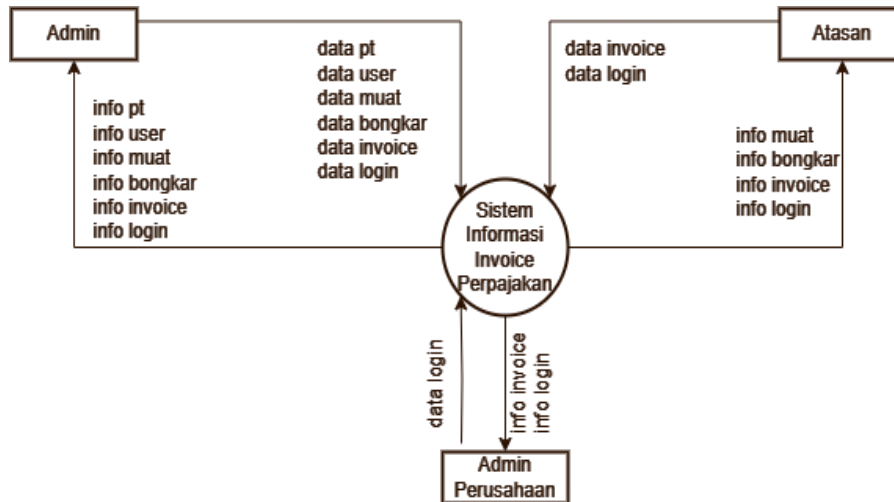 Admin
data pt
data user
data muat
data bongkar
data invoice
data login
data invoice
data login
Atasan
info pt
info user
info muat
info bongkar
info invoice
info login
info muat
info bongkar
info invoice
info login
Sistem
Informasi
Invoice
Perpajakan
data login
info invoice
info login
Admin
Perusahaan